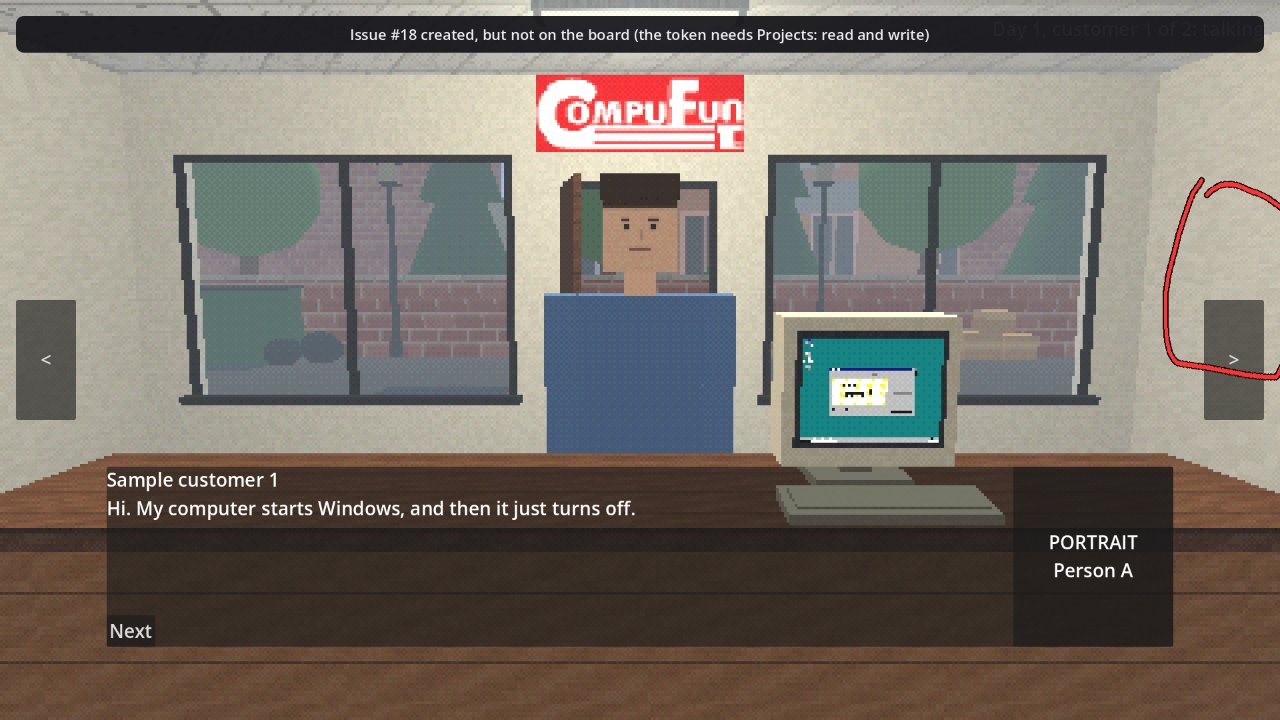 Issue #18 created, but not on the board (the token needs Projects: read and write)
Day 1, customer 1 of 2: talking
COMPUFUN
<
>
Sample customer 1
Hi. My computer starts Windows, and then it just turns off.
PORTRAIT
Person A
Next